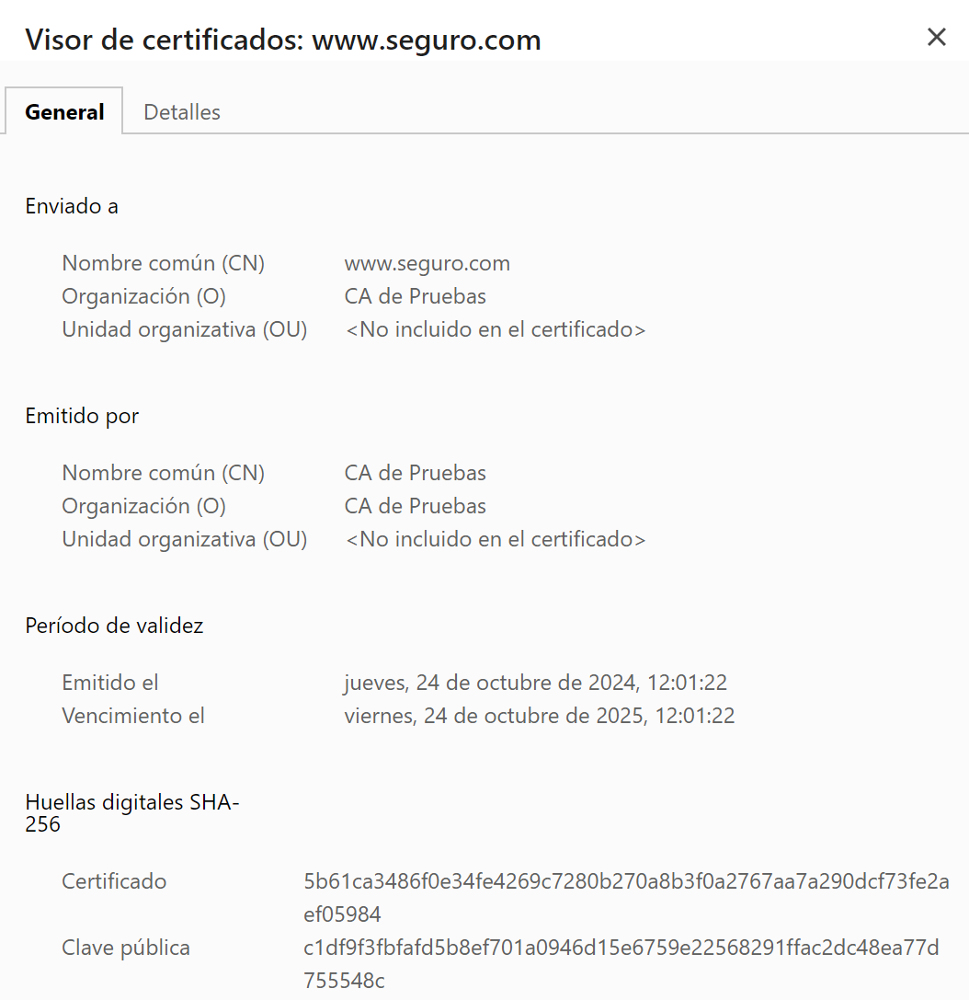 Visor de certificados: www.seguro.com
General Detalles
Enviado a
Nombre común (CN) www.seguro.com
Organización (O) CA de Pruebas
Unidad organizativa (OU) <No incluido en el certificado>
Emitido por
Nombre común (CN) CA de Pruebas
Organización (O) CA de Pruebas
Unidad organizativa (OU) <No incluido en el certificado>
Período de validez
Emitido el jueves, 24 de octubre de 2024, 12:01:22
Vencimiento el viernes, 24 de octubre de 2025, 12:01:22
Huellas digitales SHA-
256
Certificado 5b61ca3486f0e34fe4269c7280b270a8b3f0a2767aa7a290dcf73fe2a
ef05984
Clave pública c1df9f3fbfafd5b8ef701a0946d15e6759e22568291ffac2dc48ea77d
755548c